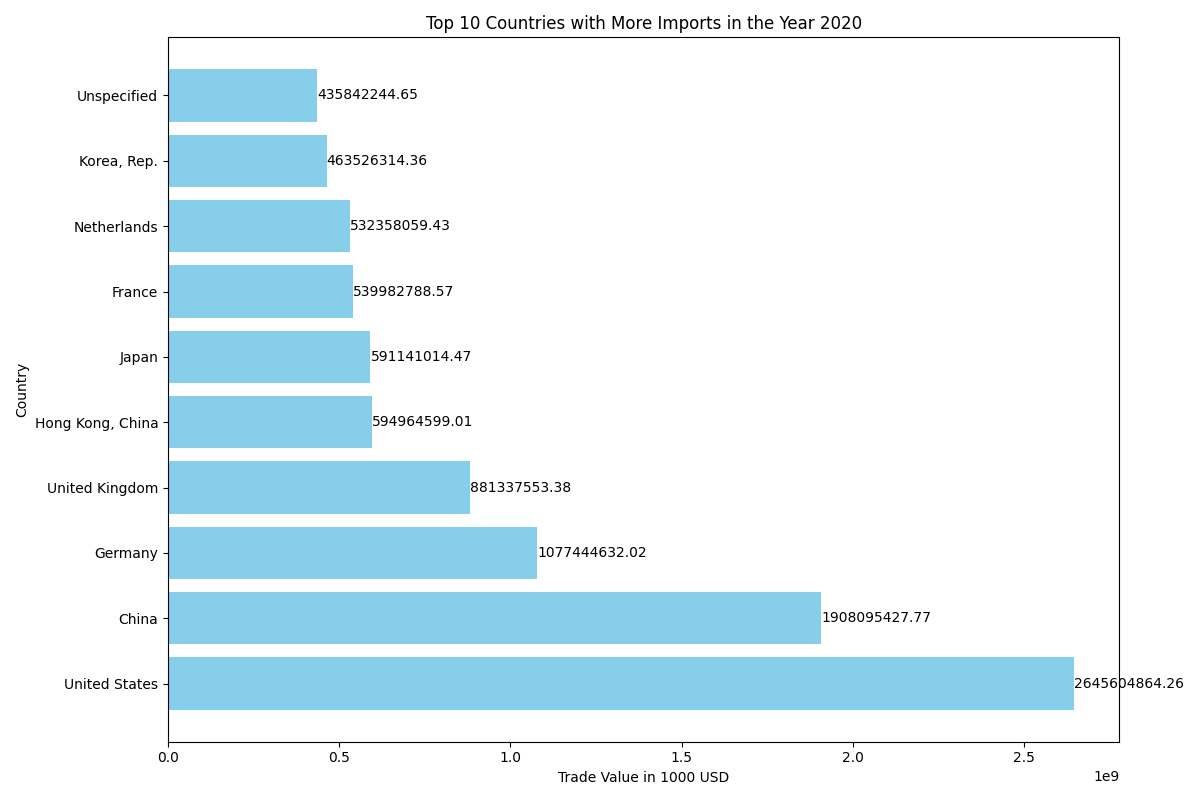 Top 10 Countries with More Imports in the Year 2020
Unspecified 435842244.65
Korea, Rep. 463526314.36
Netherlands 532358059.43
France 539982788.57
Japan 591141014.47
Hong Kong, China 594964599.01
United Kingdom 881337553.38
Germany 1077444632.02
China 1908095427.77
United States 2645604864.26
Country
0.0 0.5 1.0 1.5 2.0 2.5
1e9
Trade Value in 1000 USD